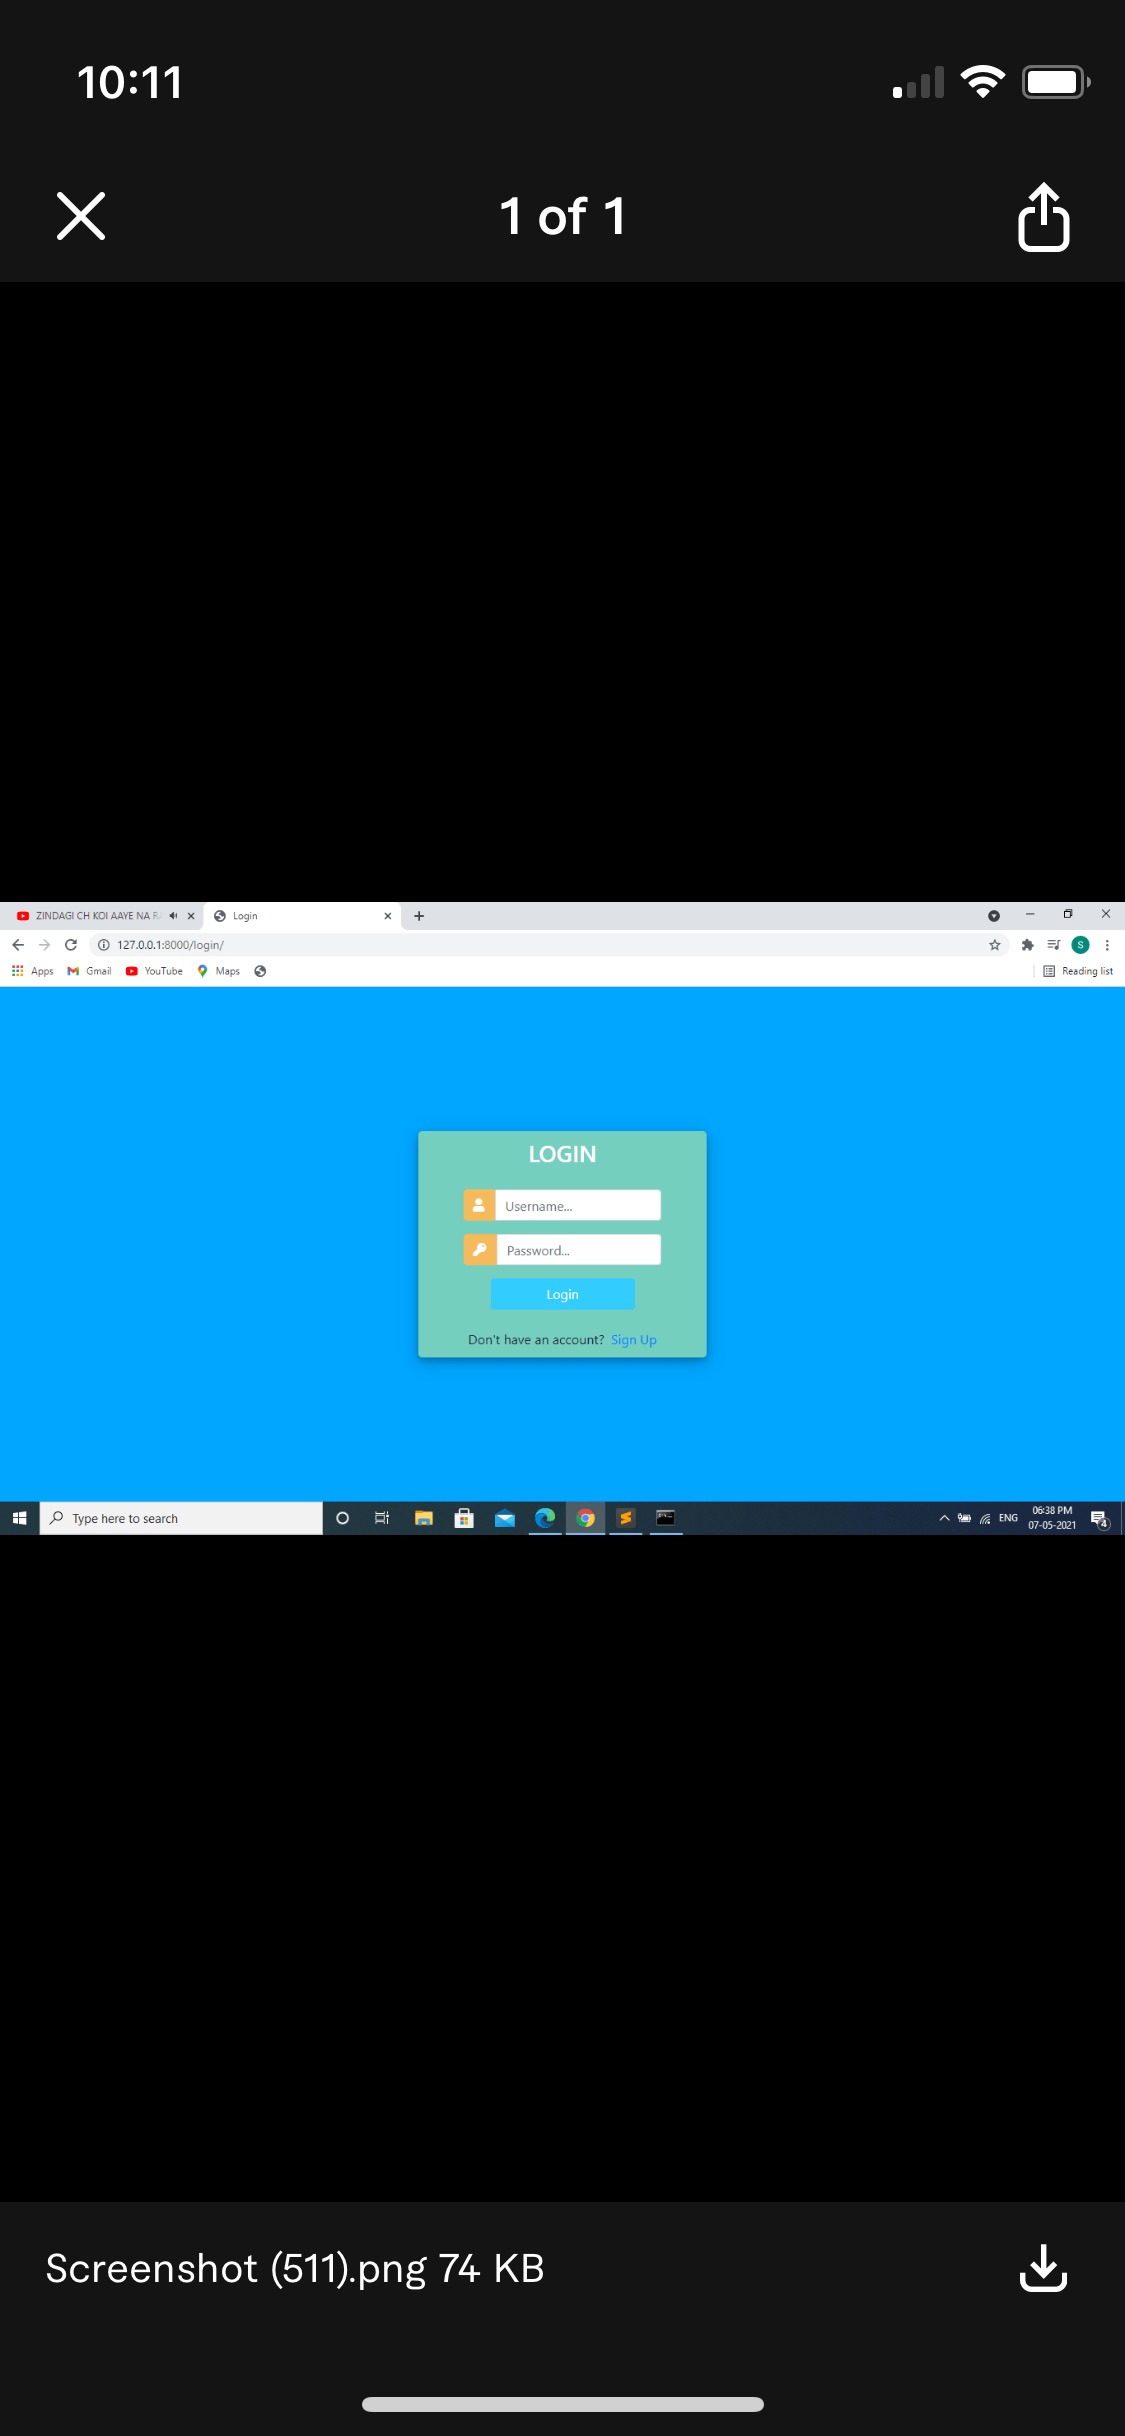 10:11
1 of 1
ZINDAGI CH KOI AAYE NA
Login
127.0.0.1:8000/login/
S
Apps
Gmail
YouTube
Maps
Reading list
LOGIN
Username...
Password...
Login
Don't have an account? Sign Up
Type here to search
ENG
06:38 PM
07-05-2021
4
Screenshot (511).png 74 KB